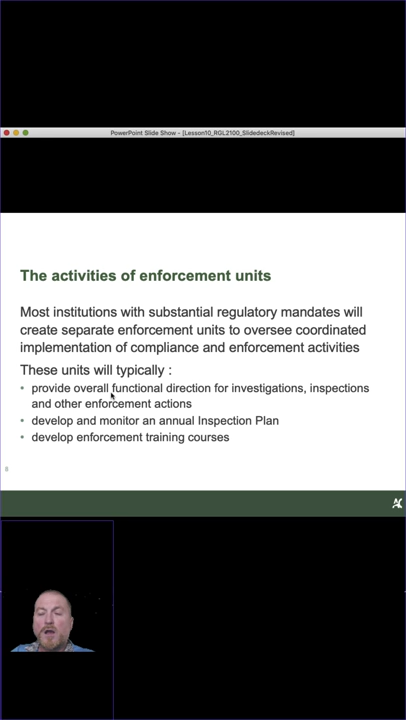 PowerPoint Slide Show - [Lesson10_RGL2100_SlidedeckRevised]
The activities of enforcement units
Most institutions with substantial regulatory mandates will
create separate enforcement units to oversee coordinated
implementation of compliance and enforcement activities
These units will typically :
• provide overall functional direction for investigations, inspections
and other enforcement actions
• develop and monitor an annual Inspection Plan
• develop enforcement training courses
8